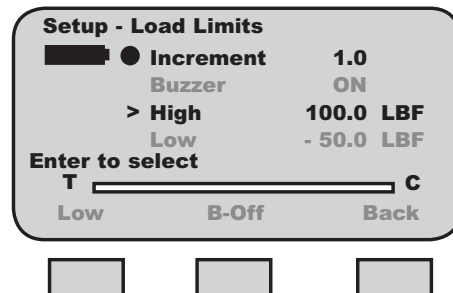 Setup - Load Limits
Increment 1.0
Buzzer ON
> High 100.0 LBF
Low - 50.0 LBF
Enter to select
T C
Low B-Off Back